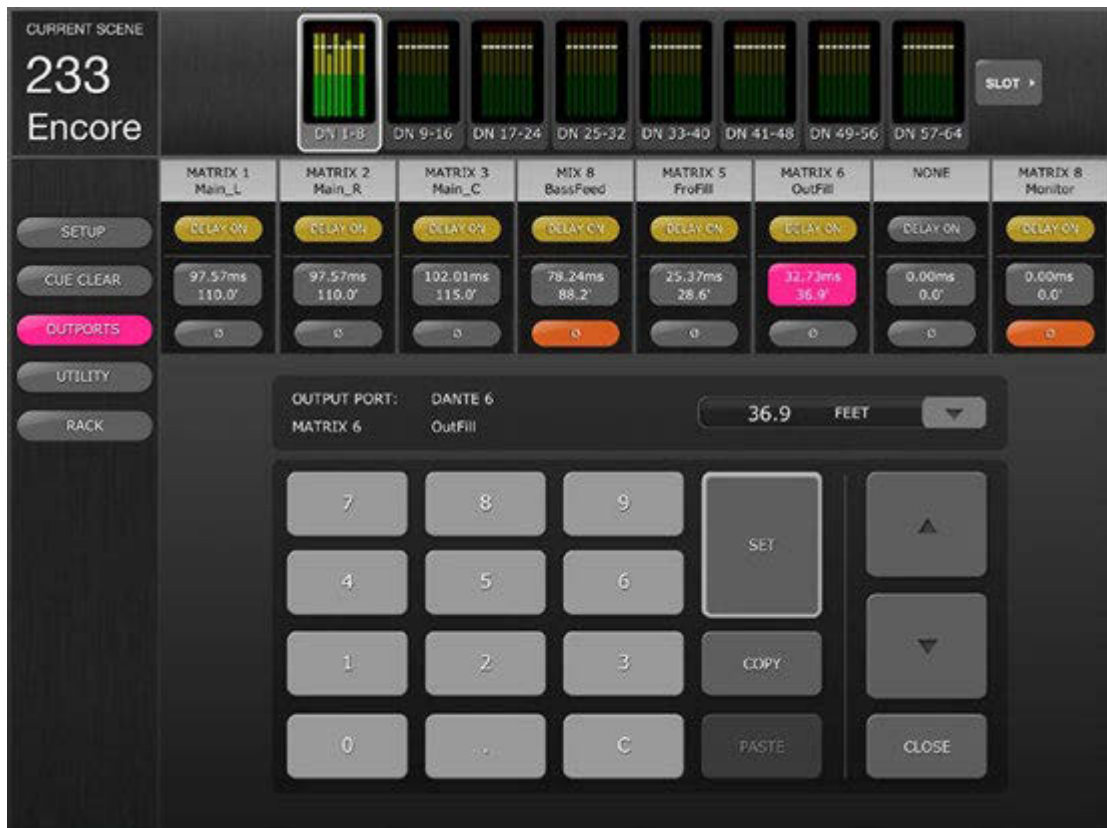 CURRENT SCENE
233
Encore
DN 1-8
DN 9-16
DN 17-24
DN 25-32
DN 33-40
DN 41-48
DN 49-56
DN 57-64
SLOT
MATRIX 1
Main_L
MATRIX 2
Main_R
MATRIX 3
Main_C
MIX 8
BassFeed
MATRIX 5
FroFill
MATRIX 6
OutFill
NONE
MATRIX 8
Monitor
SETUP
DELAY ON
DELAY ON
DELAY ON
DELAY ON
DELAY ON
DELAY ON
DELAY ON
DELAY ON
CUE CLEAR
97.57ms
110.0'
97.57ms
110.0'
102.01ms
115.0'
78.24ms
88.2'
25.37ms
28.6'
32.73ms
36.9'
0.00ms
0.0'
0.00ms
0.0'
OUTPORTS
Ø
Ø
Ø
Ø
Ø
Ø
Ø
Ø
UTILITY
RACK
OUTPUT PORT: DANTE 6
MATRIX 6 OutFill
36.9 FEET
7 8 9
SET
4 5 6
1 2 3
COPY
0 . C
PASTE
CLOSE